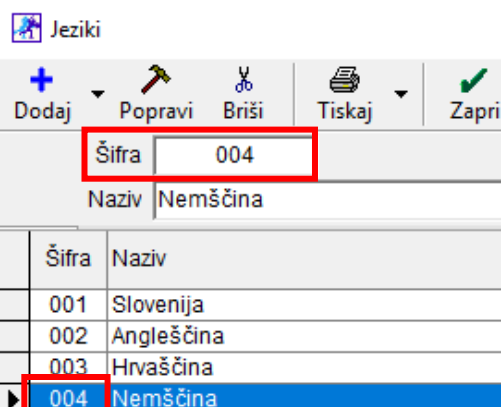 Jeziki
Dodaj Popravi Briši Tiskaj Zapri
Šifra 004
Naziv Nemščina
Šifra Naziv
001 Slovenija
002 Angleščina
003 Hrvaščina
004 Nemščina